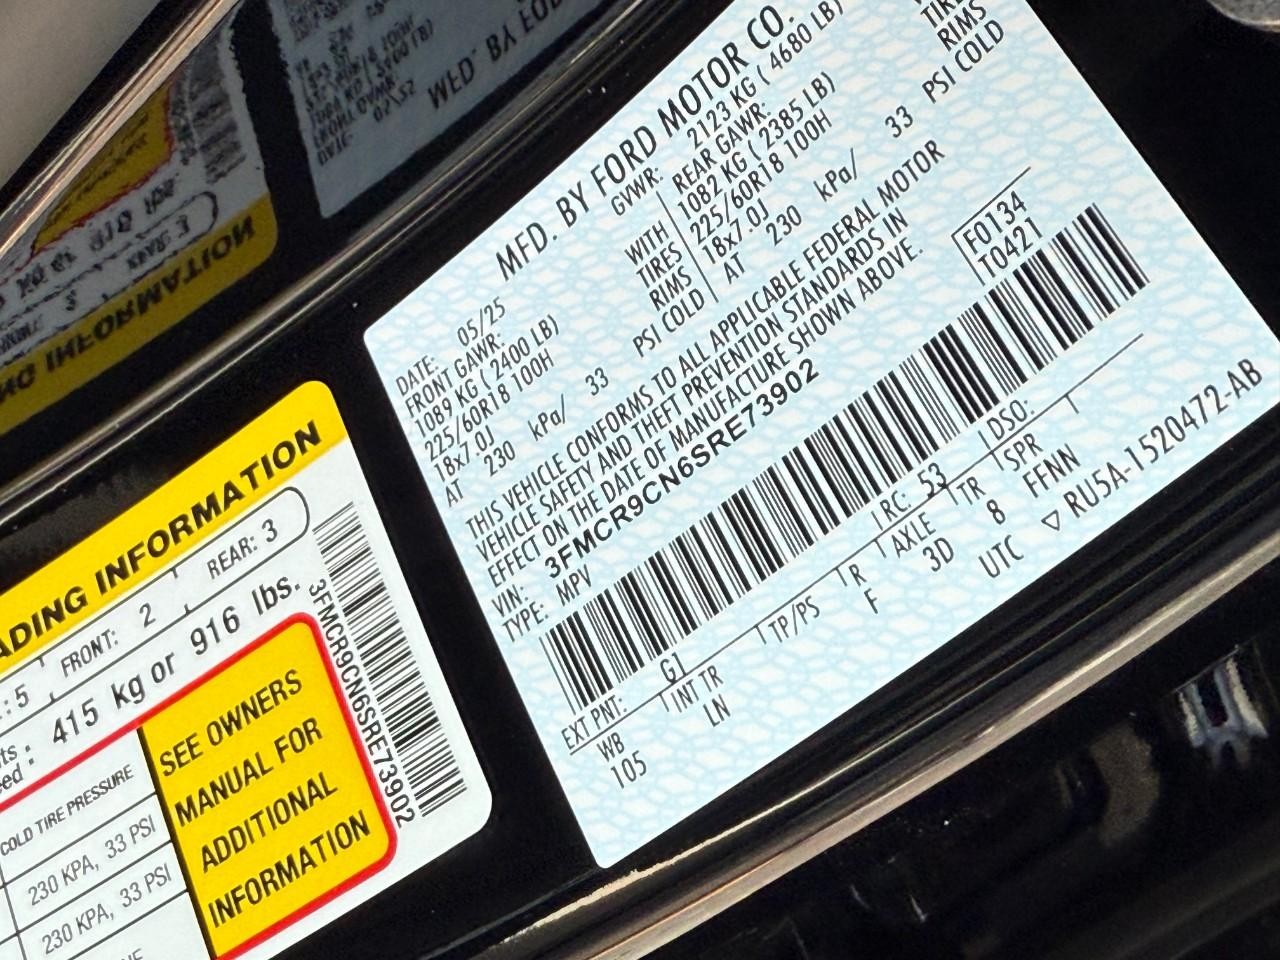 MFD. BY FORD MOTOR CO.
DATE: 05/25 GVWR: 2123 KG ( 4680 LB)
FRONT GAWR: REAR GAWR:
1089 KG ( 2400 LB) WITH 1082 KG ( 2385 LB) WITH
225/60R18 100H TIRES 225/60R18 100H TIRES
18x7.0J RIMS 18x7.0J RIMS
AT 230 kPa/ 33 PSI COLD AT 230 kPa/ 33 PSI COLD
THIS VEHICLE CONFORMS TO ALL APPLICABLE FEDERAL MOTOR
VEHICLE SAFETY AND THEFT PREVENTION STANDARDS IN
EFFECT ON THE DATE OF MANUFACTURE SHOWN ABOVE.
VIN: 3FMCR9CN6SRE73902
TYPE: MPV
F0134
T0421
EXT PNT: G1 RC: 53 DSO:
WB INT TR TP/PS R AXLE TR SPR
105 LN F 3D 8 FFNN
UTC
▽ RU5A-1520472-AB
ADING INFORMATION
: 5 FRONT: 2 REAR: 3
415 kg or 916 lbs.
COLD TIRE PRESSURE
230 KPA, 33 PSI
230 KPA, 33 PSI
SEE OWNERS
MANUAL FOR
ADDITIONAL
INFORMATION
3FMCR9CN6SRE73902